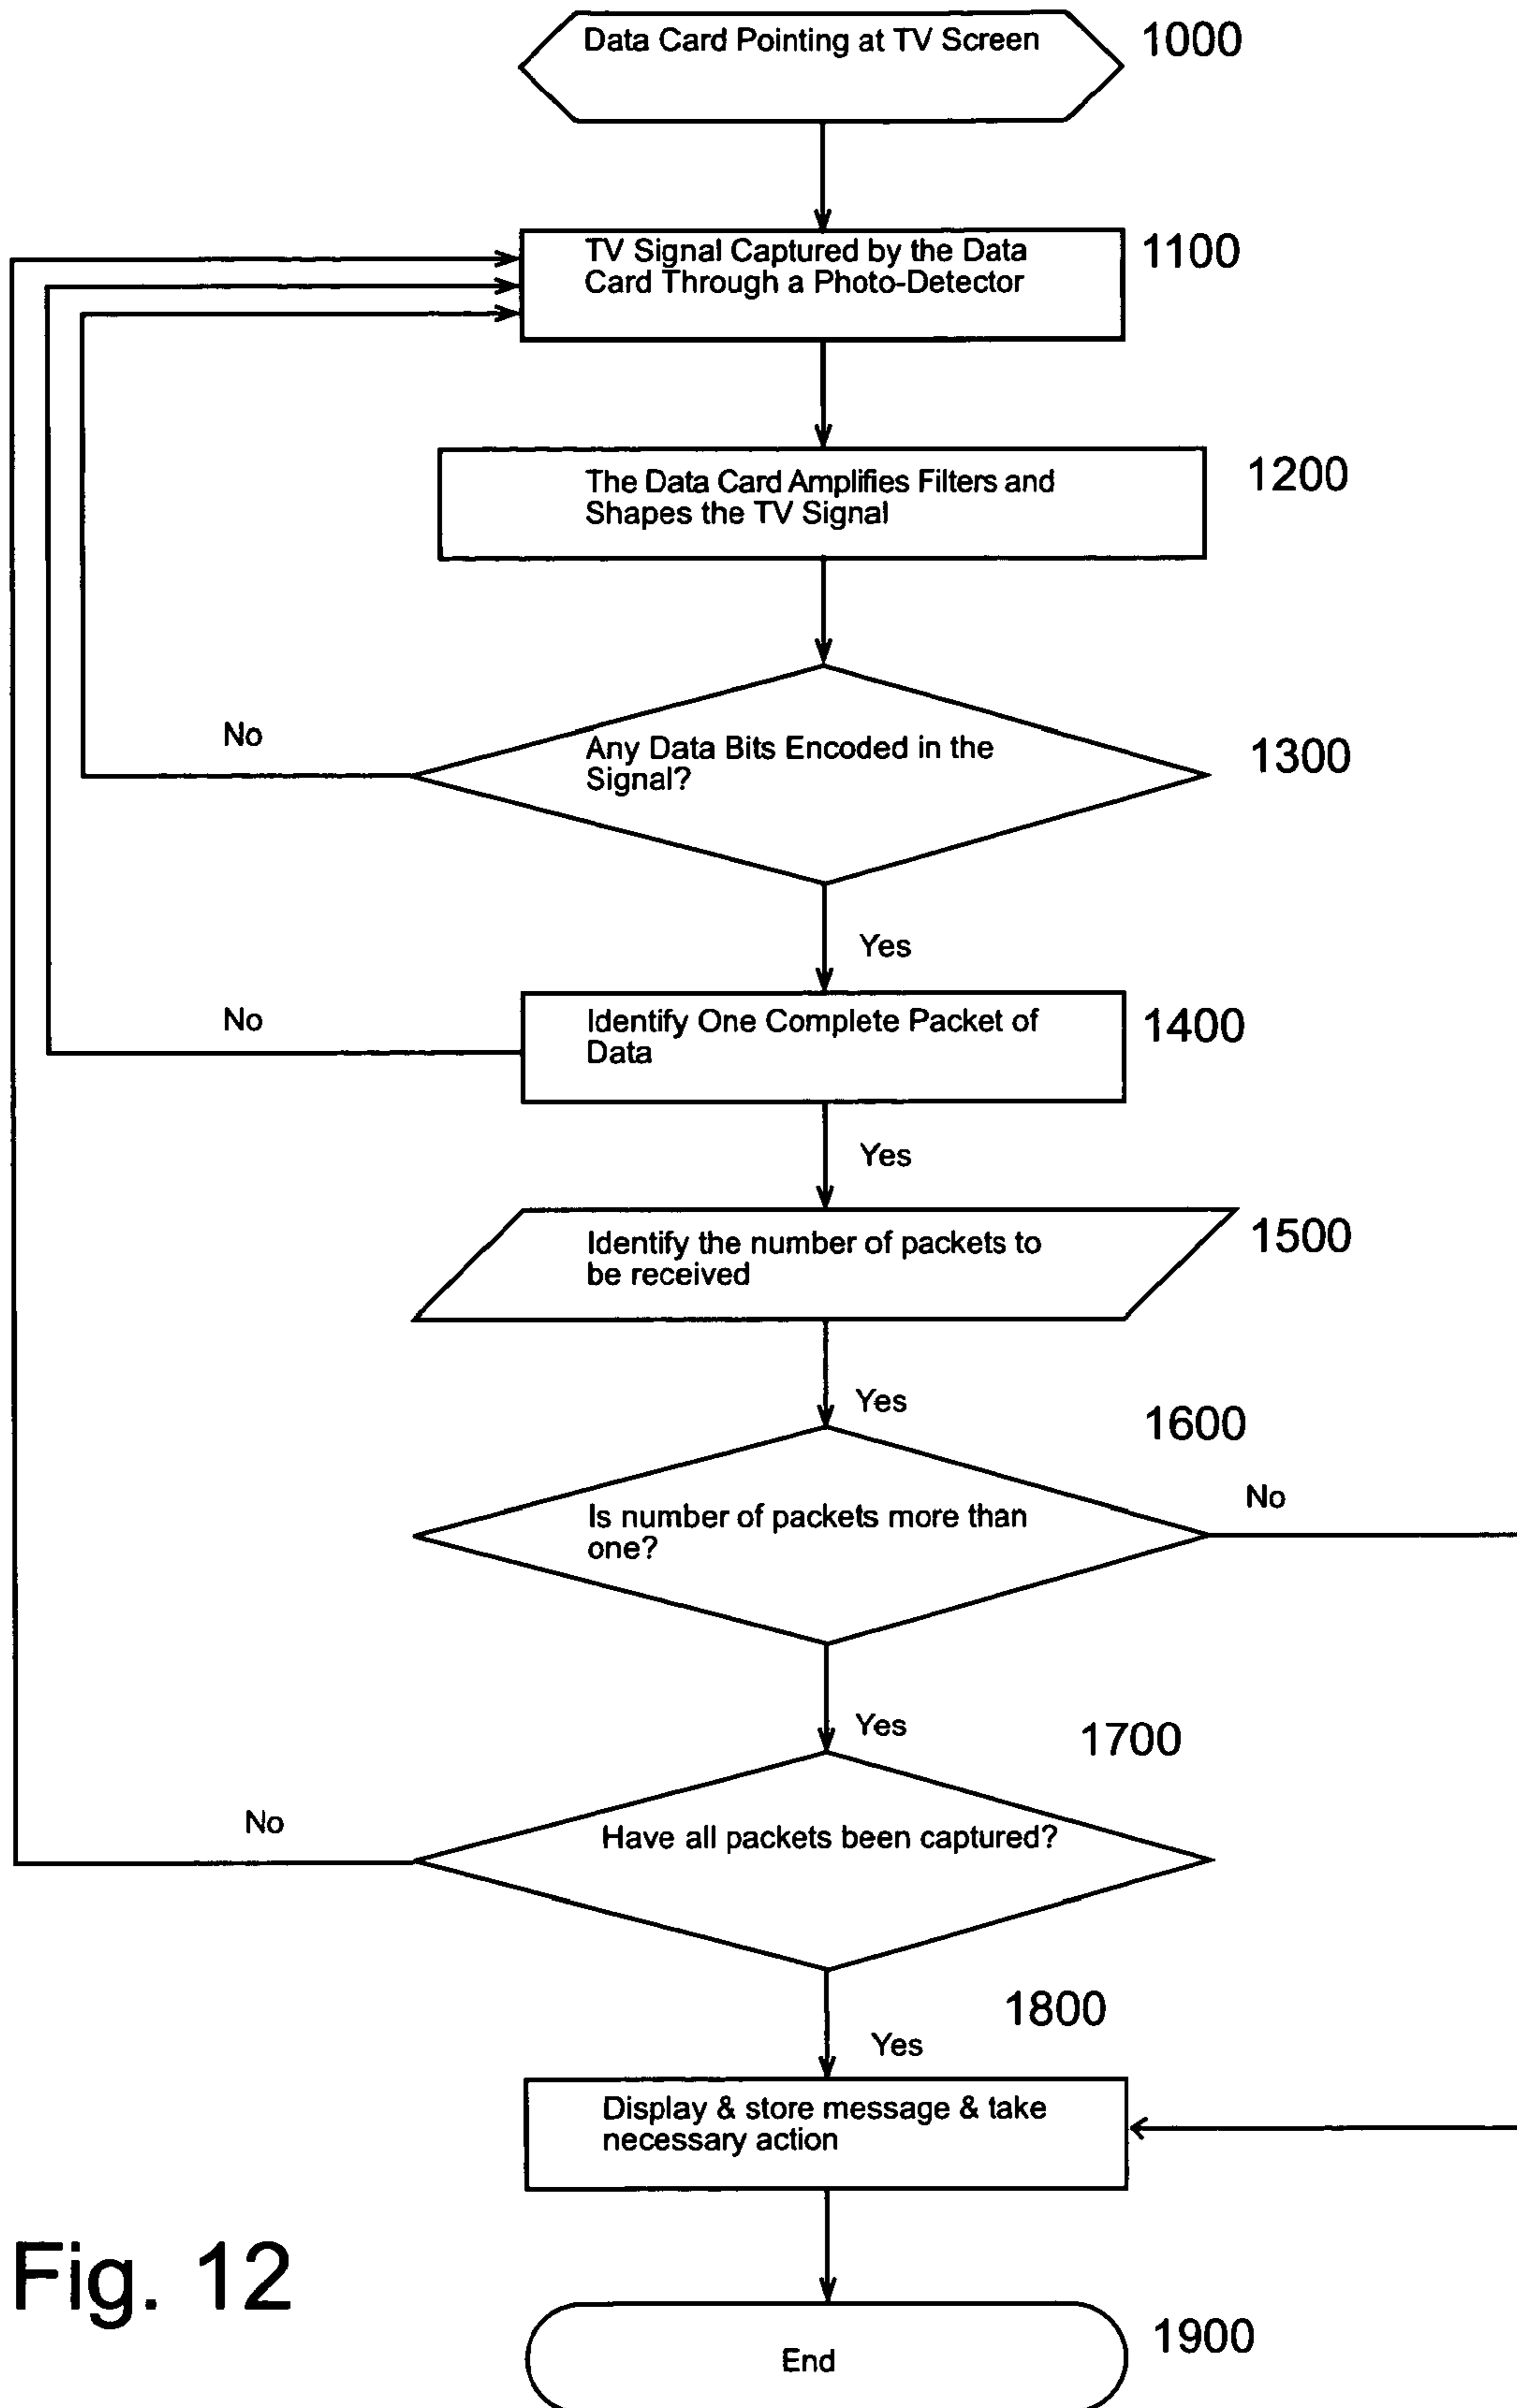 Data Card Pointing at TV Screen
1000
TV Signal Captured by the Data
Card Through a Photo-Detector
1100
The Data Card Amplifies Filters and
Shapes the TV Signal
1200
No
Any Data Bits Encoded in the
Signal?
1300
Yes
No
Identify One Complete Packet of
Data
1400
Yes
Identify the number of packets to
be received
1500
Yes
1600
Is number of packets more than
one?
No
Yes
1700
No
Have all packets been captured?
1800
Yes
Display & store message & take
necessary action
Fig. 12
End
1900